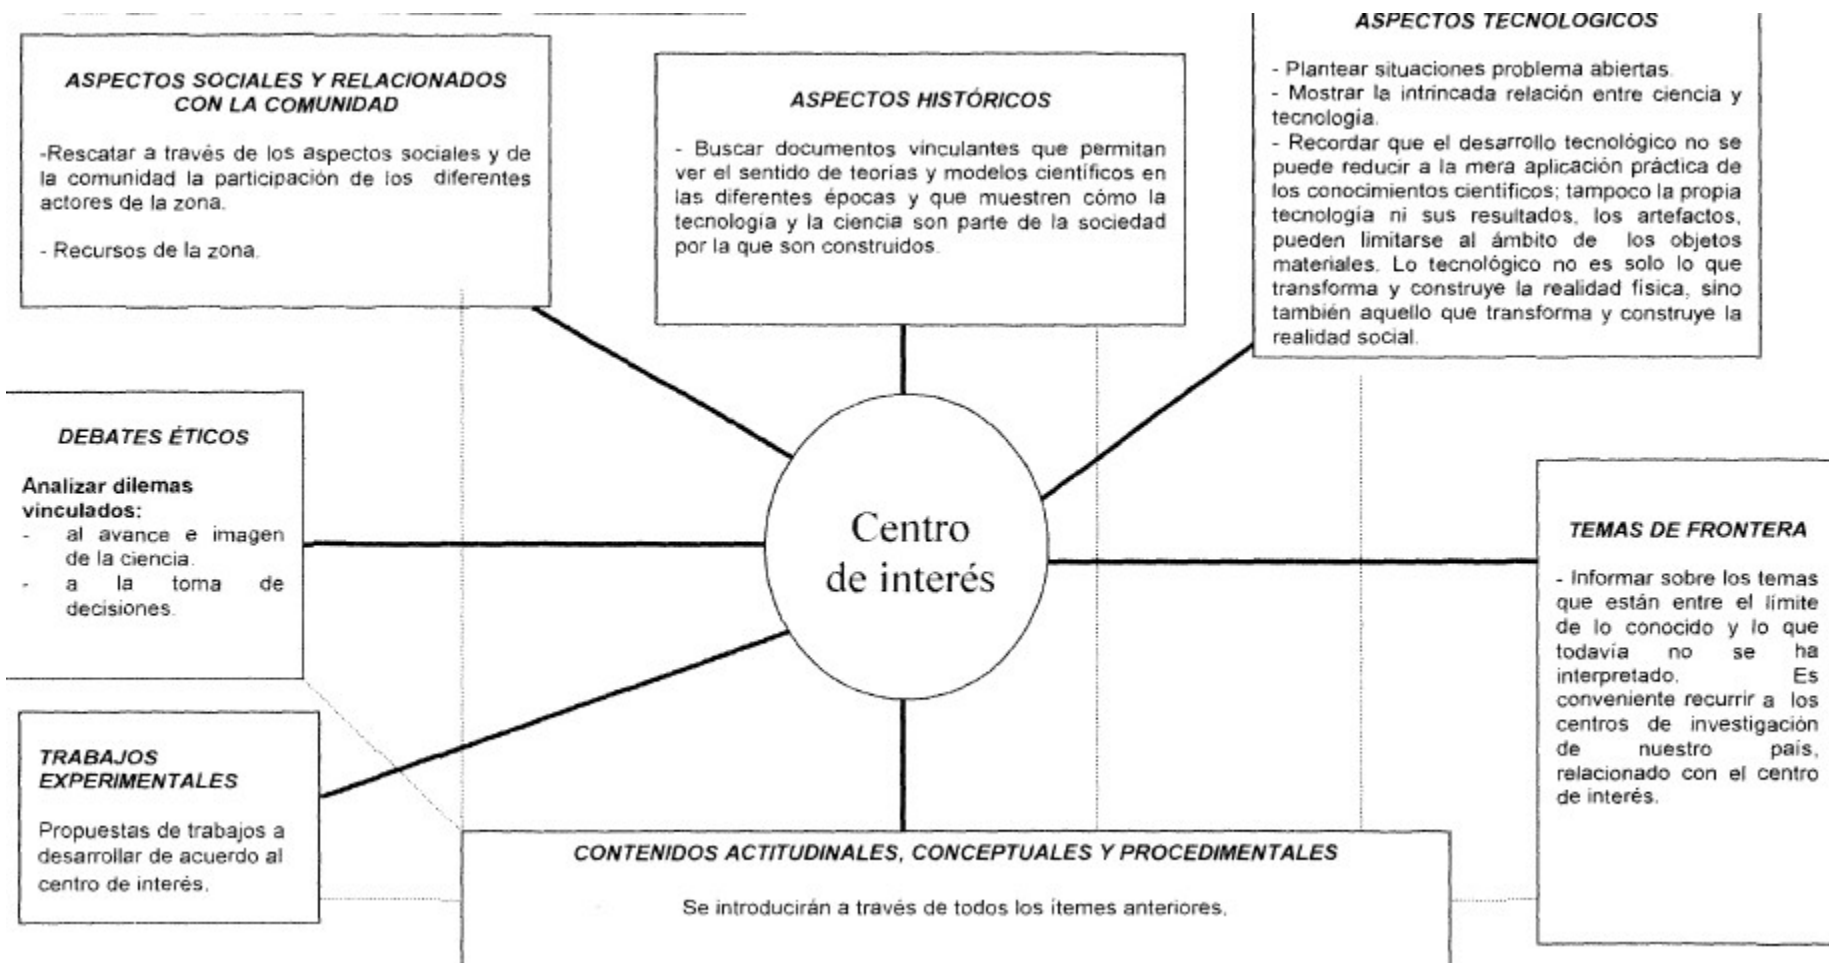 ASPECTOS SOCIALES Y RELACIONADOS
CON LA COMUNIDAD
-Rescatar a través de los aspectos sociales y de
la comunidad la participación de los diferentes
actores de la zona.
- Recursos de la zona.
ASPECTOS HISTÓRICOS
- Buscar documentos vinculantes que permitan
ver el sentido de teorías y modelos científicos en
las diferentes épocas y que muestren cómo la
tecnología y la ciencia son parte de la sociedad
por la que son construidos.
ASPECTOS TECNOLOGICOS
- Plantear situaciones problema abiertas.
- Mostrar la intrincada relación entre ciencia y
tecnología.
- Recordar que el desarrollo tecnológico no se
puede reducir a la mera aplicación práctica de
los conocimientos científicos; tampoco la propia
tecnología ni sus resultados, los artefactos,
pueden limitarse al ámbito de los objetos
materiales. Lo tecnológico no es solo lo que
transforma y construye la realidad física, sino
también aquello que transforma y construye la
realidad social.
DEBATES ÉTICOS
Analizar dilemas
vinculados:
- al avance e imagen
de la ciencia.
- a la toma de
decisiones.
Centro
de interés
TEMAS DE FRONTERA
- Informar sobre los temas
que están entre el límite
de lo conocido y lo que
todavía no se ha
interpretado. Es
conveniente recurrir a los
centros de investigación
de nuestro país,
relacionado con el centro
de interés.
TRABAJOS
EXPERIMENTALES
Propuestas de trabajos a
desarrollar de acuerdo al
centro de interés.
CONTENIDOS ACTITUDINALES, CONCEPTUALES Y PROCEDIMENTALES
Se introducirán a través de todos los ítemes anteriores.